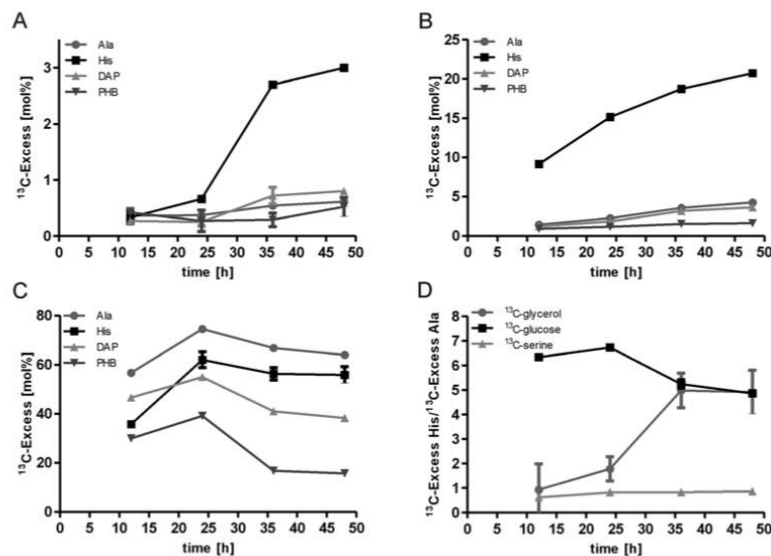 A
Ala
His
DAP
PHB
¹³C-Excess [mol%]
3
2
1
0
0 5 10 15 20 25 30 35 40 45 50
time [h]
B
Ala
His
DAP
PHB
¹³C-Excess [mol%]
25
20
15
10
5
0
0 5 10 15 20 25 30 35 40 45 50
time [h]
C
Ala
His
DAP
PHB
¹³C-Excess [mol%]
80
60
40
20
0
0 5 10 15 20 25 30 35 40 45 50
time [h]
D
¹³C-glycerol
¹³C-glucose
¹³C-serine
¹³C-Excess His/¹³C-Excess Ala
8
7
6
5
4
3
2
1
0
0 5 10 15 20 25 30 35 40 45 50
time [h]